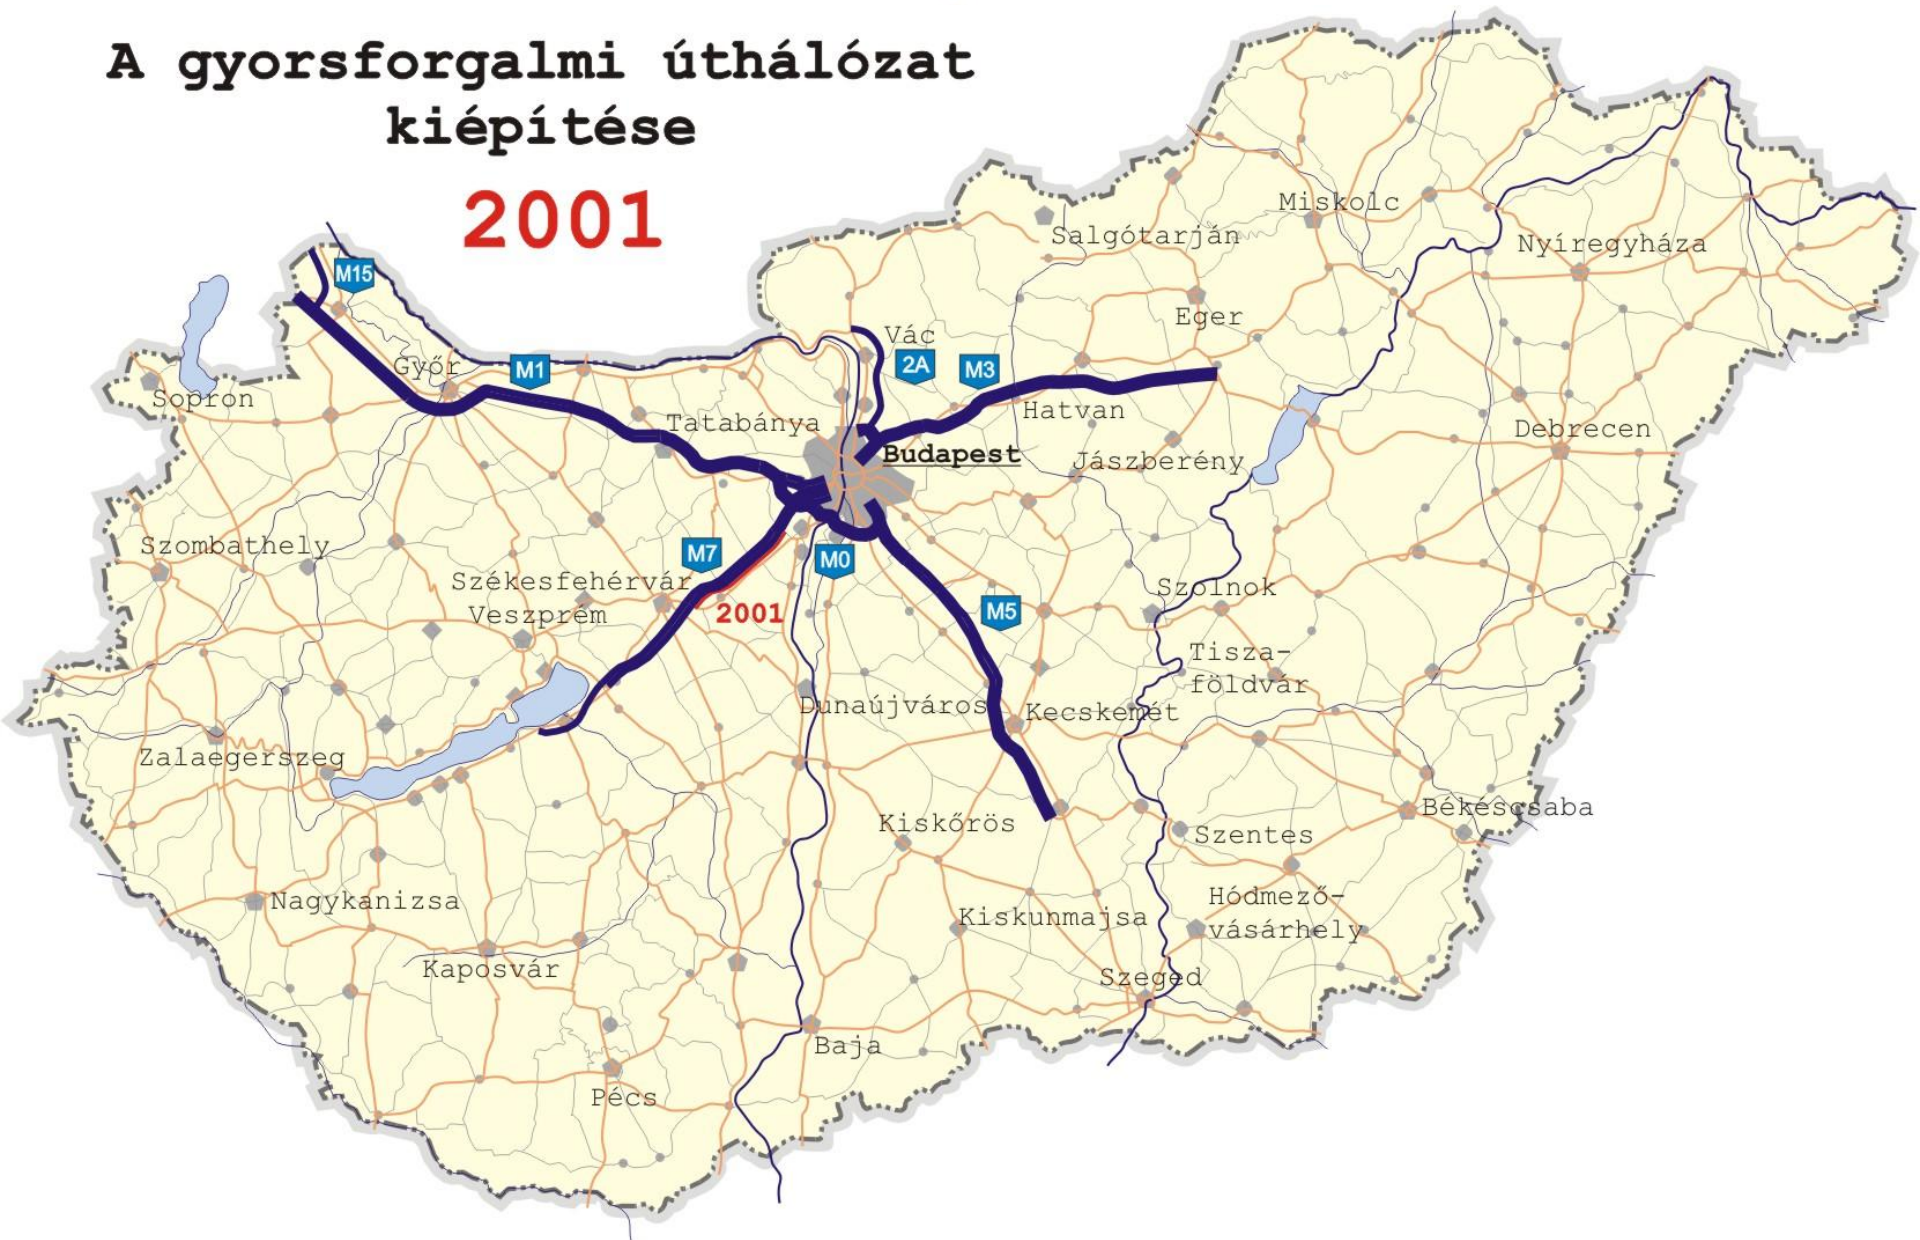 A gyorsforgalmi úthálózat
kiépítése
2001
Miskolc
Salgótarján
Nyíregyháza
M15
Eger
Vác
Győr
M1
2A
M3
Sopron
Hatvan
Tatabánya
Debrecen
Budapest
Jászberény
Szombathely
M7
M0
Székesfehérvár
Szolnok
Veszprém
2001
M5
Tisza-
földvár
Dunaújváros
Kecskemét
Zalaegerszeg
Békéscsaba
Kiskőrös
Szentes
Nagykanizsa
Hódmező-
vásárhely
Kiskunmajsa
Kaposvár
Szeged
Baja
Pécs